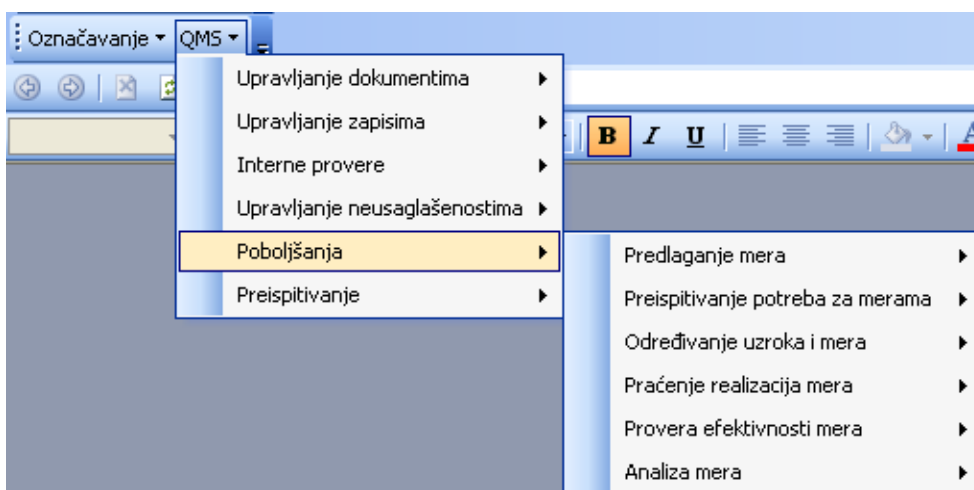 Označavanje QMS
Upravljanje dokumentima
Upravljanje zapisima
Interne provere
Upravljanje neusaglašenostima
Poboljšanja
Preispitivanje
B I U A
Predlaganje mera
Preispitivanje potreba za merama
Određivanje uzroka i mera
Praćenje realizacija mera
Provera efektivnosti mera
Analiza mera